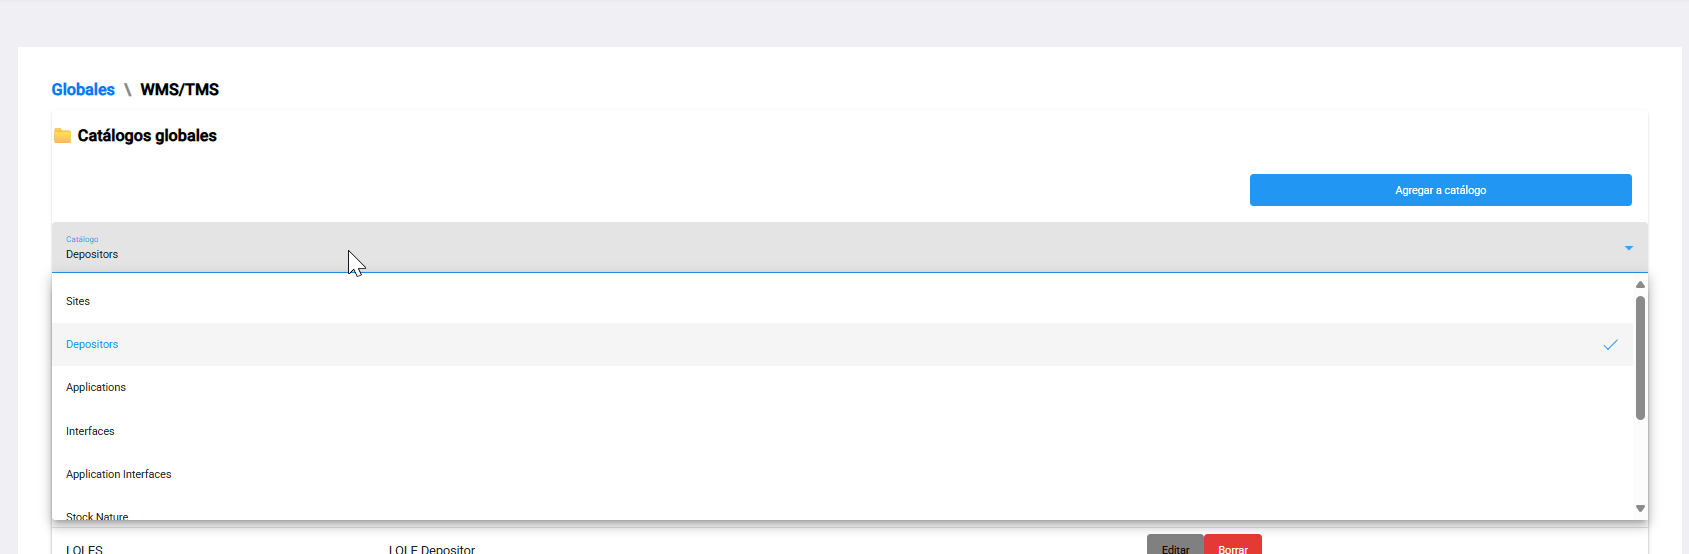 Globales \ WMS/TMS
Catálogos globales
Agregar a catálogo
Catálogo
Depositors
Sites
Depositors
Applications
Interfaces
Application Interfaces
Stock Nature
LOLES LOLE Depositor Editar Borrar